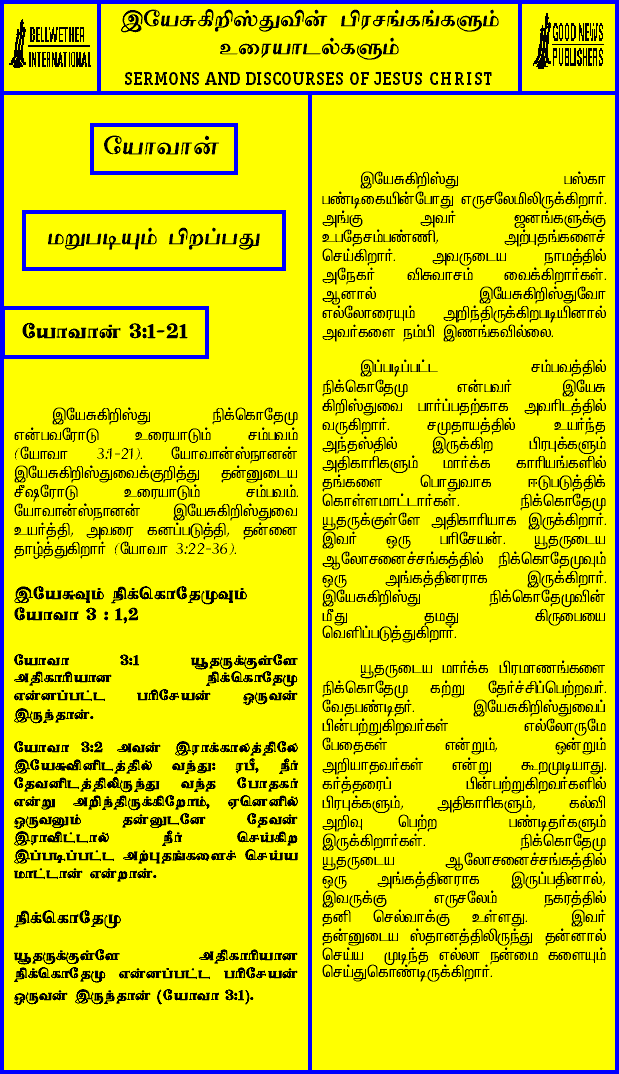 BELLWETHER
INTERNATIONAL
இயேசுகிறிஸ்துவின் பிரசங்கங்களும்
உரையாடல்களும்
SERMONS AND DISCOURSES OF JESUS CHRIST
GOOD NEWS
PUBLISHERS
யோவான்
மறுபடியும் பிறப்பது
யோவான் 3:1-21
இயேசுகிறிஸ்து நிக்கொதேமு
என்பவரோடு உரையாடும் சம்பவம்
(யோவா 3:1-21). யோவான்ஸ்நானன்
இயேசுகிறிஸ்துவைக்குறித்து தன்னுடைய
சீஷரோடு உரையாடும் சம்பவம்.
யோவான்ஸ்நானன் இயேசுகிறிஸ்துவை
உயர்த்தி, அவரை கனப்படுத்தி, தன்னை
தாழ்த்துகிறார் (யோவா 3:22-36).
இயேசுவும் நிக்கொதேமுவும்
யோவா 3 : 1,2
யோவா 3:1 யூதருக்குள்ளே
அதிகாரியான நிக்கொதேமு
என்னப்பட்ட பரிசேயன் ஒருவன்
இருந்தான்.
யோவா 3:2 அவன் இராக்காலத்திலே
இயேசுவினிடத்தில் வந்து: ரபீ, நீர்
தேவனிடத்திலிருந்து வந்த போதகர்
என்று அறிந்திருக்கிறோம், ஏனெனில்
ஒருவனும் தன்னுடனே தேவன்
இராவிட்டால் நீர் செய்கிற
இப்படிப்பட்ட அற்புதங்களைச் செய்ய
மாட்டான் என்றான்.
நிக்கொதேமு
யூதருக்குள்ளே அதிகாரியான
நிக்கொதேமு என்னப்பட்ட பரிசேயன்
ஒருவன் இருந்தான் (யோவா 3:1).
இயேசுகிறிஸ்து பஸ்கா
பண்டிகையின்போது எருசலேமிலிருக்கிறார்.
அங்கு அவர் ஜனங்களுக்கு
உபதேசம்பண்ணி, அற்புதங்களைச்
செய்கிறார். அவருடைய நாமத்தில்
அநேகர் விசுவாசம் வைக்கிறார்கள்.
ஆனால் இயேசுகிறிஸ்துவோ
எல்லோரையும் அறிந்திருக்கிறபடியினால்
அவர்களை நம்பி இணங்கவில்லை.
இப்படிப்பட்ட சம்பவத்தில்
நிக்கொதேமு என்பவர் இயேசு
கிறிஸ்துவை பார்ப்பதற்காக அவரிடத்தில்
வருகிறார். சமுதாயத்தில் உயர்ந்த
அந்தஸ்தில் இருக்கிற பிரபுக்களும்
அதிகாரிகளும் மார்க்க காரியங்களில்
தங்களை பொதுவாக ஈடுபடுத்திக்
கொள்ளமாட்டார்கள். நிக்கொதேமு
யூதருக்குள்ளே அதிகாரியாக இருக்கிறார்.
இவர் ஒரு பரிசேயன். யூதருடைய
ஆலோசனைச்சங்கத்தில் நிக்கொதேமுவும்
ஒரு அங்கத்தினராக இருக்கிறார்.
இயேசுகிறிஸ்து நிக்கொதேமுவின்
மீது தமது கிருபையை
வெளிப்படுத்துகிறார்.
யூதருடைய மார்க்க பிரமாணங்களை
நிக்கொதேமு கற்று தேர்ச்சிப்பெற்றவர்.
வேதபண்டிதர். இயேசுகிறிஸ்துவைப்
பின்பற்றுகிறவர்கள் எல்லோருமே
பேதைகள் என்றும், ஒன்றும்
அறியாதவர்கள் என்று கூறமுடியாது.
கர்த்தரைப் பின்பற்றுகிறவர்களில்
பிரபுக்களும், அதிகாரிகளும், கல்வி
அறிவு பெற்ற பண்டிதர்களும்
இருக்கிறார்கள். நிக்கொதேமு
யூதருடைய ஆலோசனைச்சங்கத்தில்
ஒரு அங்கத்தினராக இருப்பதினால்,
இவருக்கு எருசலேம் நகரத்தில்
தனி செல்வாக்கு உள்ளது. இவர்
தன்னுடைய ஸ்தானத்திலிருந்து தன்னால்
செய்ய முடிந்த எல்லா நன்மை களையும்
செய்துகொண்டிருக்கிறார்.